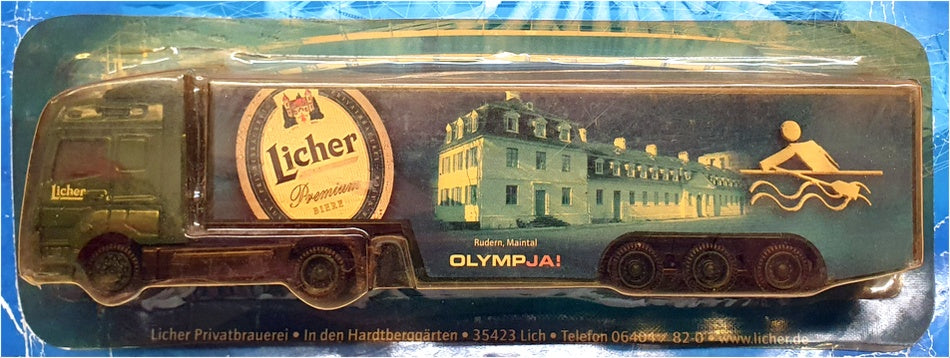 Licher
Premium
BIERE
Licher
Rudern, Maintal
OLYMPJA!
Licher Privatbrauerei • In den Hardtberggärten • 35423 Lich • Telefon 06404 / 82-0 • www.licher.de